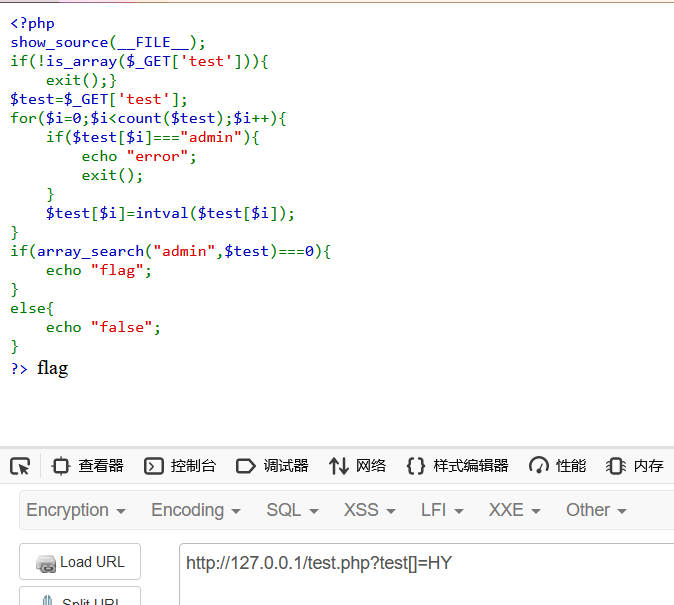 <?php
show_source(__FILE__);
if(!is_array($_GET['test'])){
    exit();}
$test=$_GET['test'];
for($i=0;$i<count($test);$i++){
    if($test[$i]==="admin"){
        echo "error";
        exit();
    }
    $test[$i]=intval($test[$i]);
}
if(array_search("admin",$test)===0){
    echo "flag";
}
else{
    echo "false";
}
?> flag
查看器 控制台 调试器 网络 样式编辑器 性能 内存
Encryption Encoding SQL XSS LFI XXE Other
Load URL http://127.0.0.1/test.php?test[]=HY
Split URL